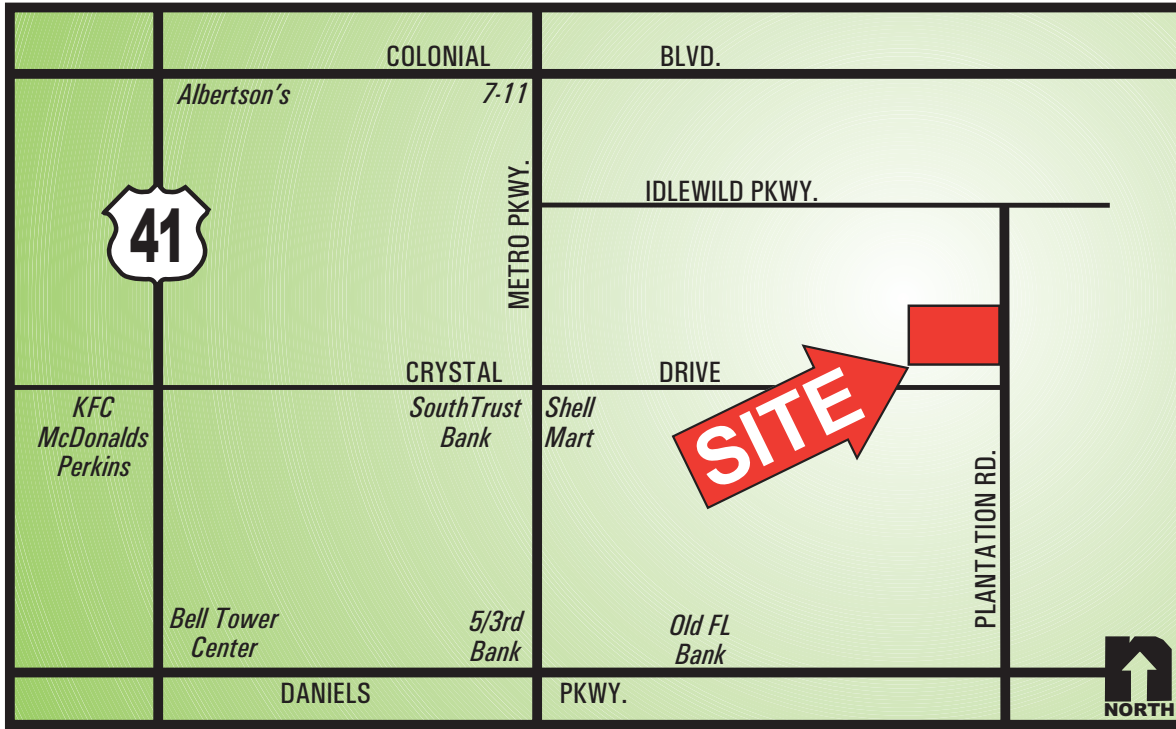 COLONIAL BLVD.
Albertson's
7-11
METRO PKWY.
IDLEWILD PKWY.
41
CRYSTAL DRIVE
KFC
McDonalds
Perkins
SouthTrust
Bank
Shell
Mart
SITE
PLANTATION RD.
Bell Tower
Center
5/3rd
Bank
Old FL
Bank
DANIELS PKWY.
n
NORTH